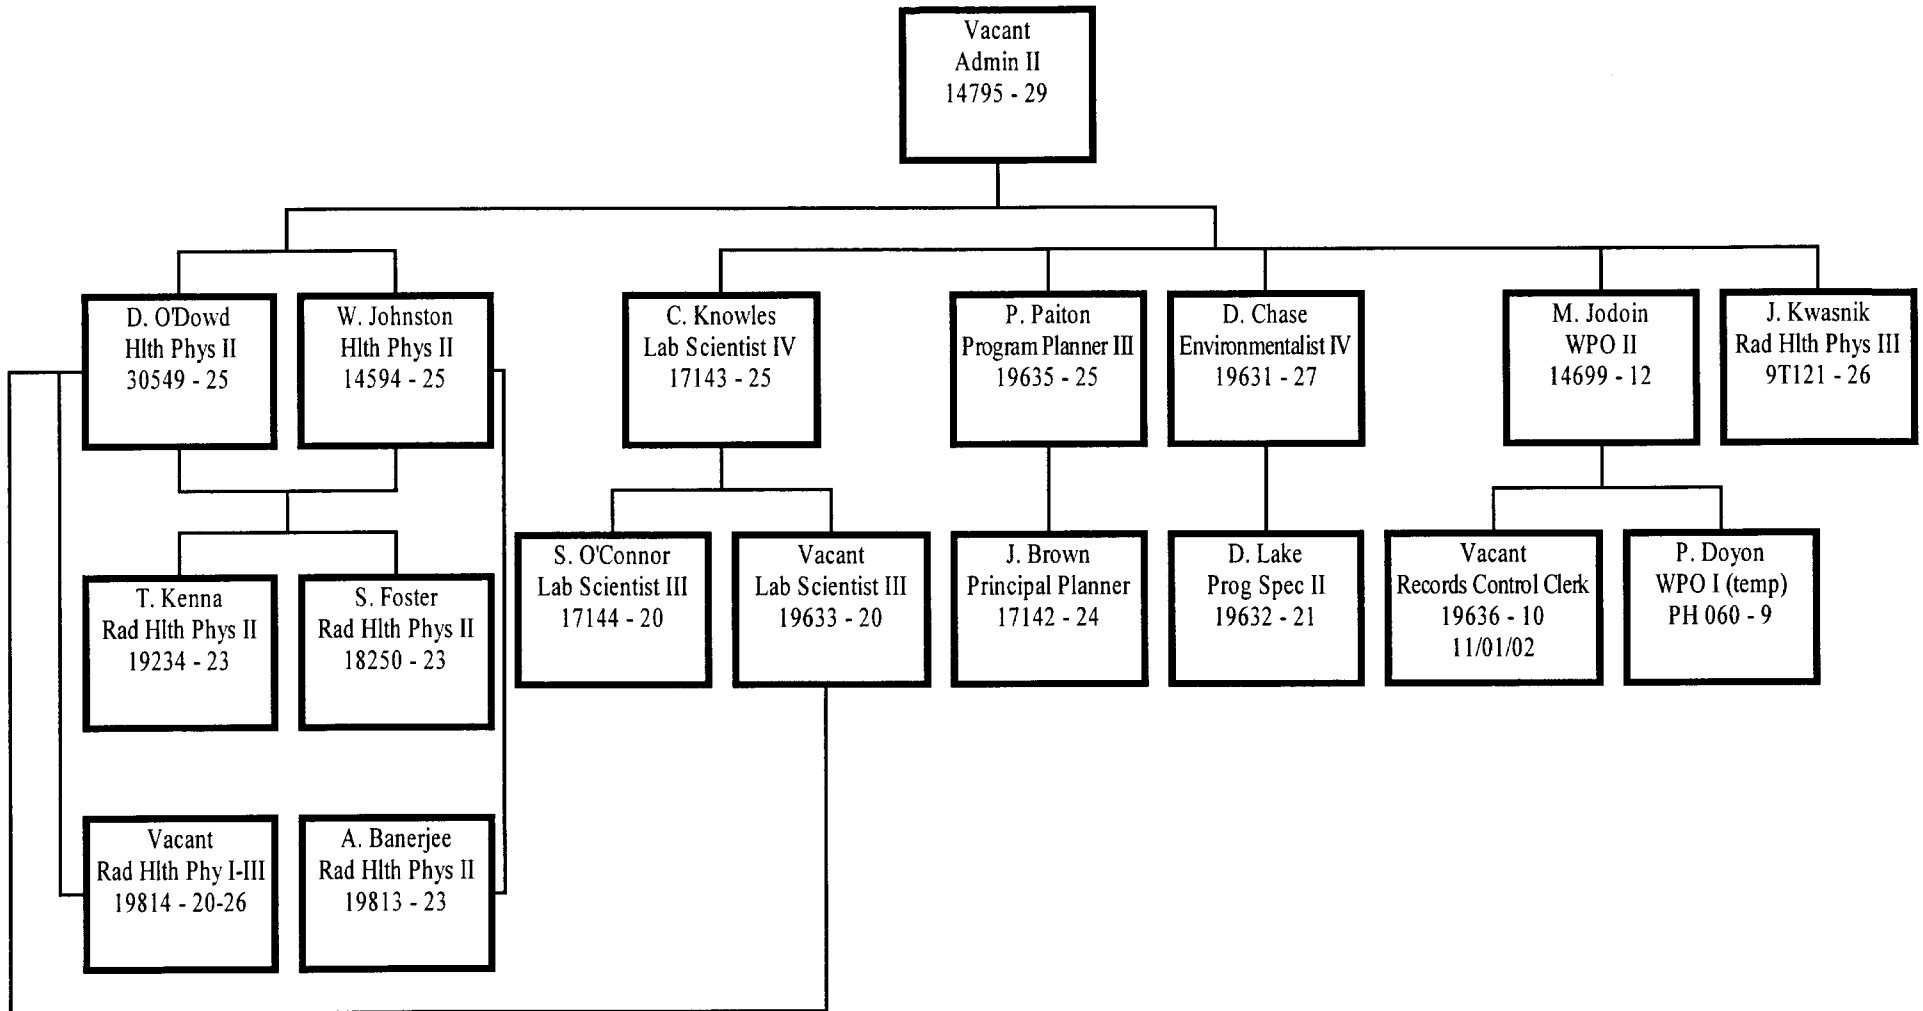 Vacant
Admin II
14795 - 29
D. O'Dowd
Hlth Phys II
30549 - 25
W. Johnston
Hlth Phys II
14594 - 25
C. Knowles
Lab Scientist IV
17143 - 25
P. Paiton
Program Planner III
19635 - 25
D. Chase
Environmentalist IV
19631 - 27
M. Jodoin
WPO II
14699 - 12
J. Kwasnik
Rad Hlth Phys III
9T121 - 26
T. Kenna
Rad Hlth Phys II
19234 - 23
S. Foster
Rad Hlth Phys II
18250 - 23
S. O'Connor
Lab Scientist III
17144 - 20
Vacant
Lab Scientist III
19633 - 20
J. Brown
Principal Planner
17142 - 24
D. Lake
Prog Spec II
19632 - 21
Vacant
Records Control Clerk
19636 - 10
11/01/02
P. Doyon
WPO I (temp)
PH 060 - 9
Vacant
Rad Hlth Phy I-III
19814 - 20-26
A. Banerjee
Rad Hlth Phys II
19813 - 23